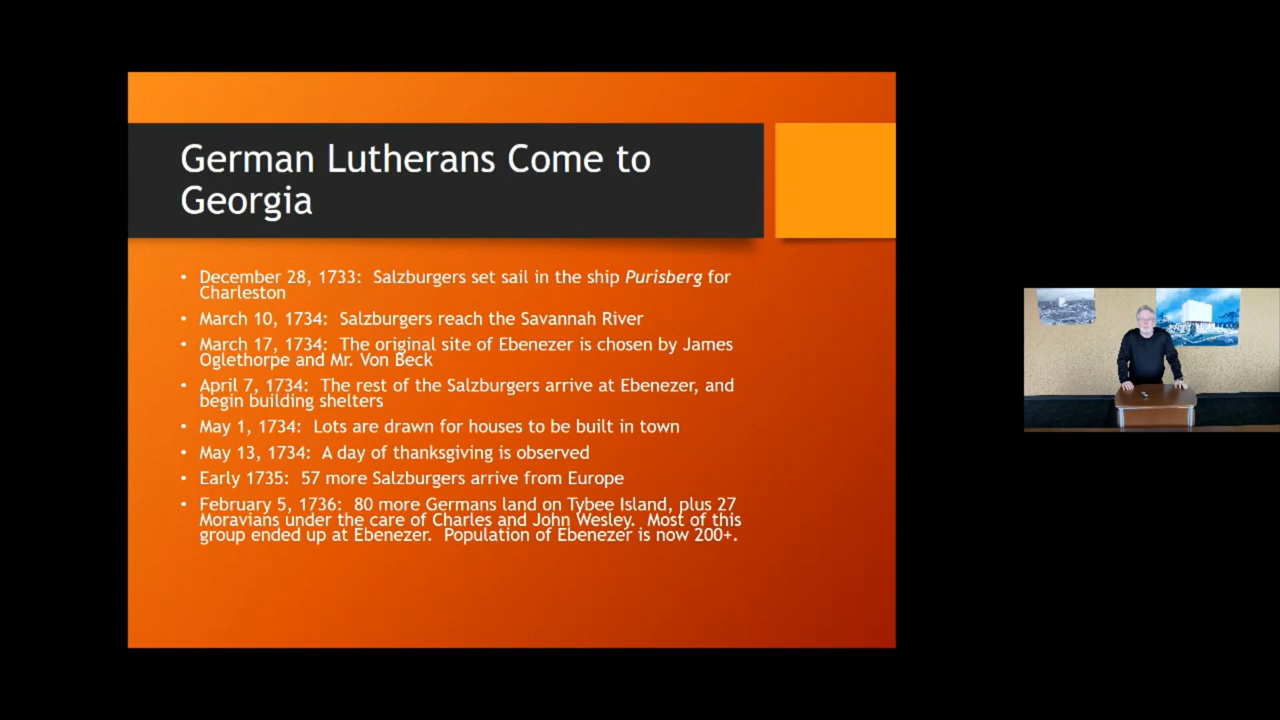 German Lutherans Come to
Georgia
• December 28, 1733: Salzburgers set sail in the ship Purisberg for
Charleston
• March 10, 1734: Salzburgers reach the Savannah River
• March 17, 1734: The original site of Ebenezer is chosen by James
Oglethorpe and Mr. Von Beck
• April 7, 1734: The rest of the Salzburgers arrive at Ebenezer, and
begin building shelters
• May 1, 1734: Lots are drawn for houses to be built in town
• May 13, 1734: A day of thanksgiving is observed
• Early 1735: 57 more Salzburgers arrive from Europe
• February 5, 1736: 80 more Germans land on Tybee Island, plus 27
Moravians under the care of Charles and John Wesley. Most of this
group ended up at Ebenezer. Population of Ebenezer is now 200+.